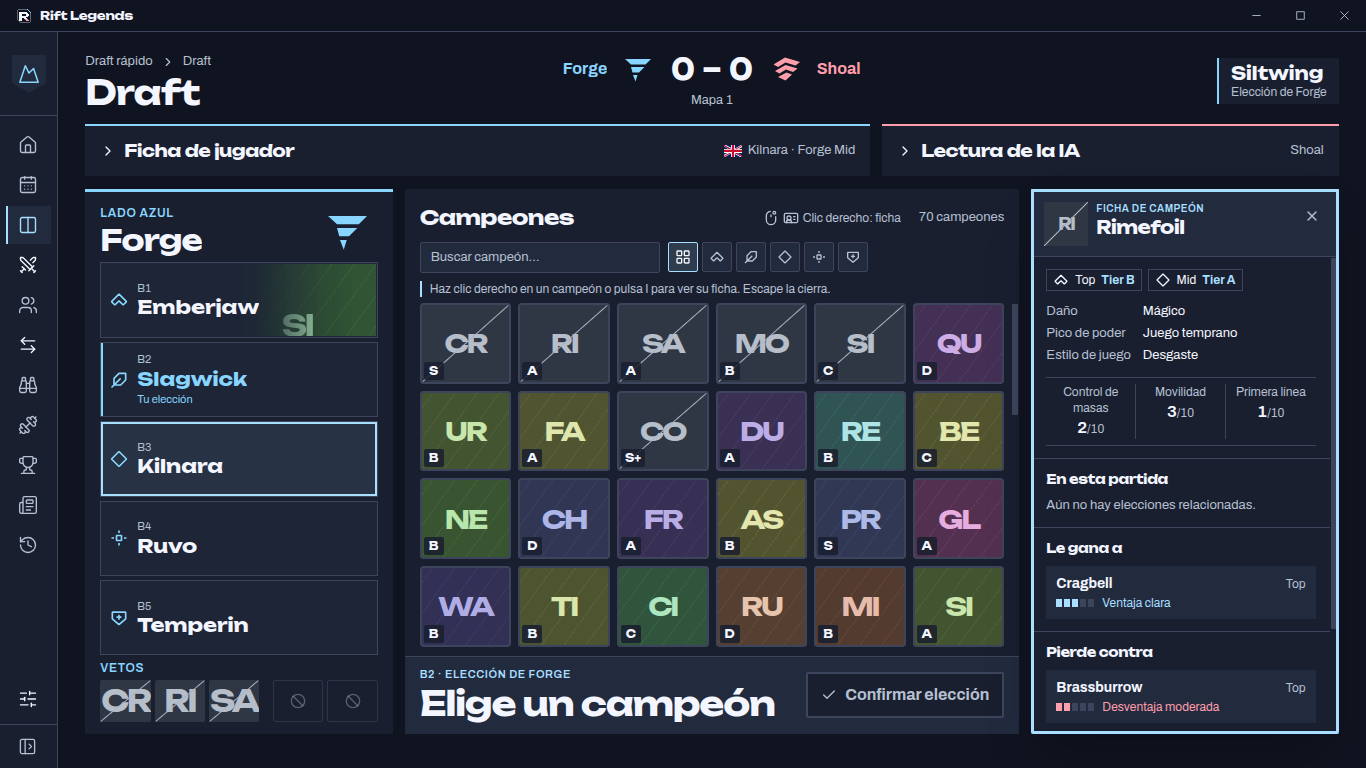 Rift Legends
Draft rápido > Draft
Draft
Forge 0 – 0 Shoal
Mapa 1
Siltwing
Elección de Forge
Ficha de jugador
Kilnara · Forge Mid
Lectura de la IA
Shoal
LADO AZUL
Forge
B1
Emberjaw
SI
B2
Slagwick
Tu elección
B3
Kilnara
B4
Ruvo
B5
Temperin
VETOS
CR RI SA
Campeones
Clic derecho: ficha
70 campeones
Buscar campeón...
Haz clic derecho en un campeón o pulsa I para ver su ficha. Escape la cierra.
CR RI SA MO SI QU
S A A B C D
UR FA CO DU RE BE
B A S+ A B C
NE CH FR AS PR GL
B D A B S A
WA TI CI RU MI SI
B B C D B A
B2 · ELECCIÓN DE FORGE
Elige un campeón
Confirmar elección
RI
FICHA DE CAMPEÓN
Rimefoil
Top Tier B
Mid Tier A
Daño Mágico
Pico de poder Juego temprano
Estilo de juego Desgaste
Control de masas
2/10
Movilidad
3/10
Primera línea
1/10
En esta partida
Aún no hay elecciones relacionadas.
Le gana a
Cragbell Top
Ventaja clara
Pierde contra
Brassburrow Top
Desventaja moderada